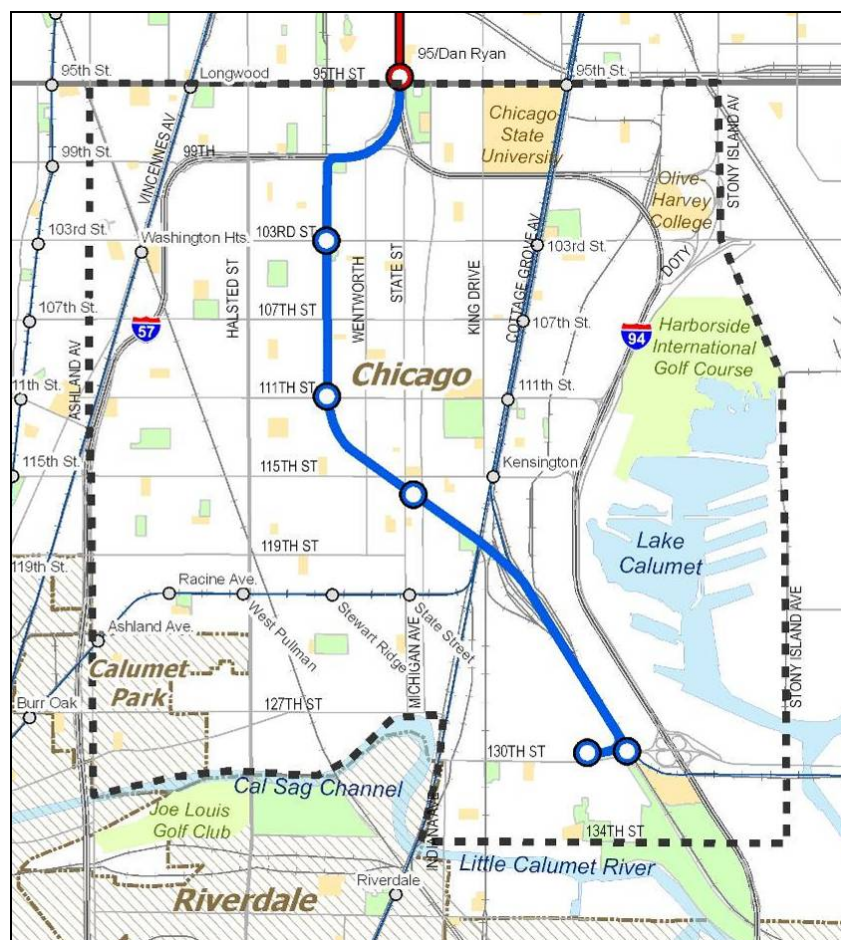 95/Dan Ryan
95th St.
Longwood
95TH ST
95th St.
VINCENNES AV
Chicago
State
University
STONY ISLAND AV
99th St.
99TH
Olive-
Harvey
College
103rd St.
Washington Hts.
103RD ST
103rd St.
DOTY
HALSTED ST
WENTWORTH
STATE ST
KING DRIVE
COTTAGE GROVE AV
107th St.
57
107TH ST
107th St.
94
Harborside
International
Golf Course
Chicago
ASHLAND AV
111th St.
111TH ST
111th St.
115th St.
115TH ST
Kensington
119TH ST
Lake
Calumet
119th St.
Racine Ave.
West Pullman
Stewart Ridge
State Street
MICHIGAN AVE
STONY ISLAND AVE
Ashland Ave.
Calumet
Park
Burr Oak
127TH ST
130TH ST
Cal Sag Channel
Joe Louis
Golf Club
INDIANA AVE
134TH ST
Little Calumet River
Riverdale
Riverdale